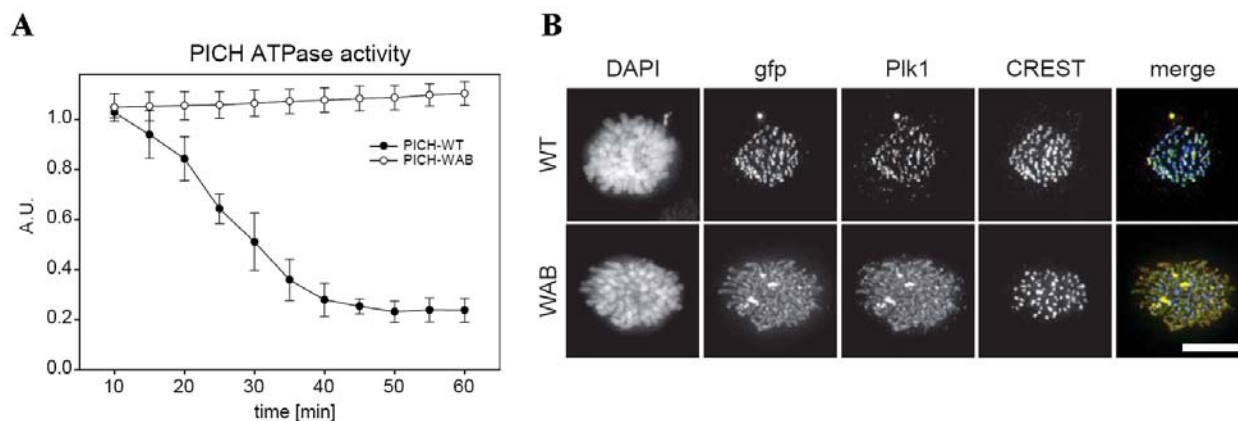 A
PICH ATPase activity
A.U.
1.0
0.8
0.6
0.4
0.2
0.0
10 20 30 40 50 60
time [min]
PICH-WT
PICH-WAB
B
DAPI gfp Plk1 CREST merge
WT
WAB